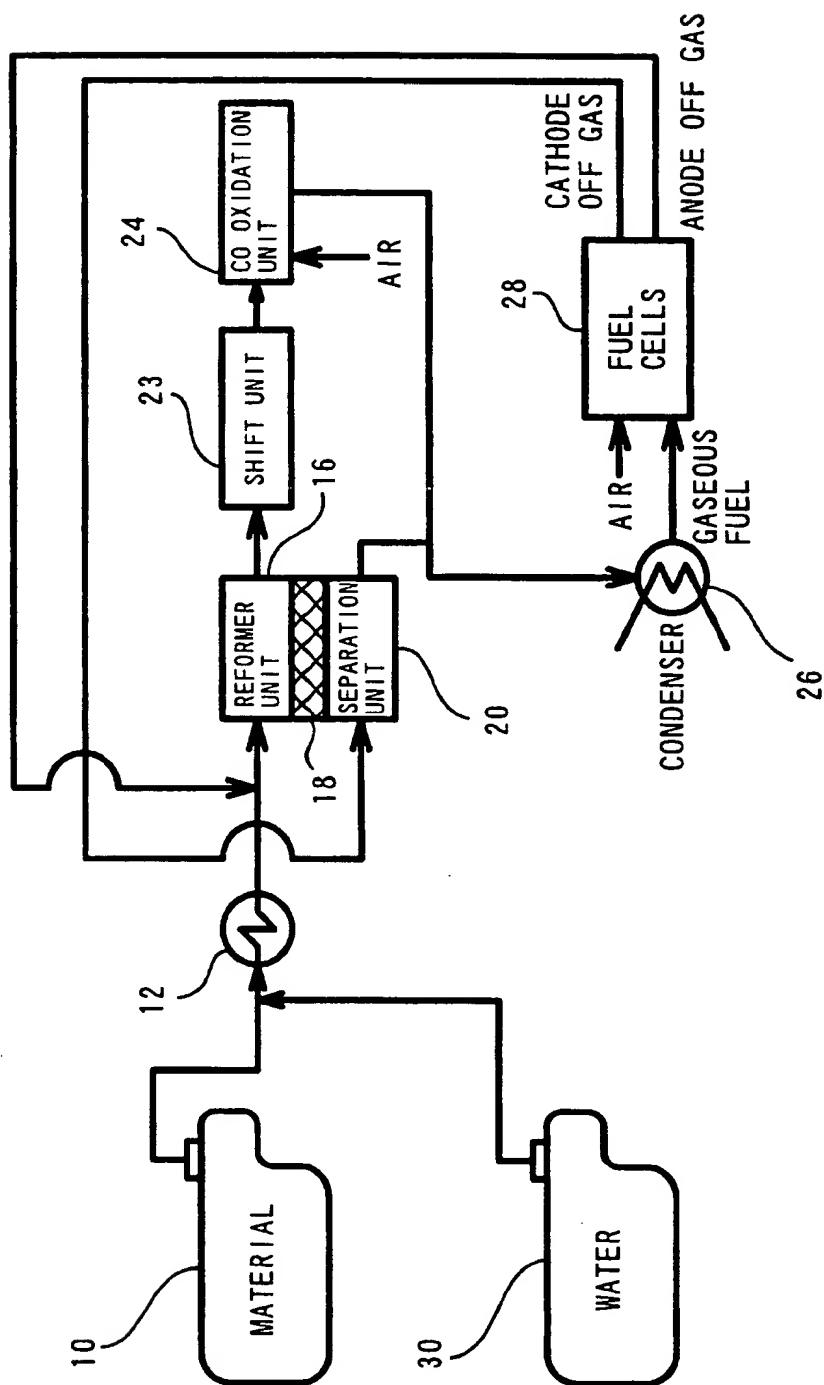 10
MATERIAL
30
WATER
12
REFORMER
UNIT
16
18
SEPARATION
UNIT
20
23
SHIFT UNIT
24
CO OXIDATION
UNIT
AIR
CONDENSER
26
AIR
GASEOUS
FUEL
28
FUEL
CELLS
CATHODE
OFF GAS
ANODE OFF GAS